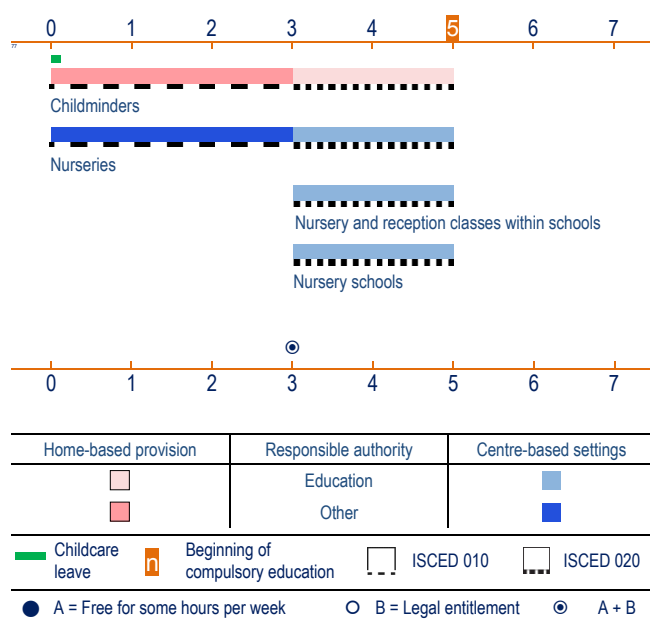 0 1 2 3 4 5 6 7
Childminders
Nurseries
Nursery and reception classes within schools
Nursery schools
0 1 2 3 4 5 6 7
Home-based provision Responsible authority Centre-based settings
Education
Other
Childcare leave
n Beginning of compulsory education
ISCED 010
ISCED 020
A = Free for some hours per week B = Legal entitlement A + B